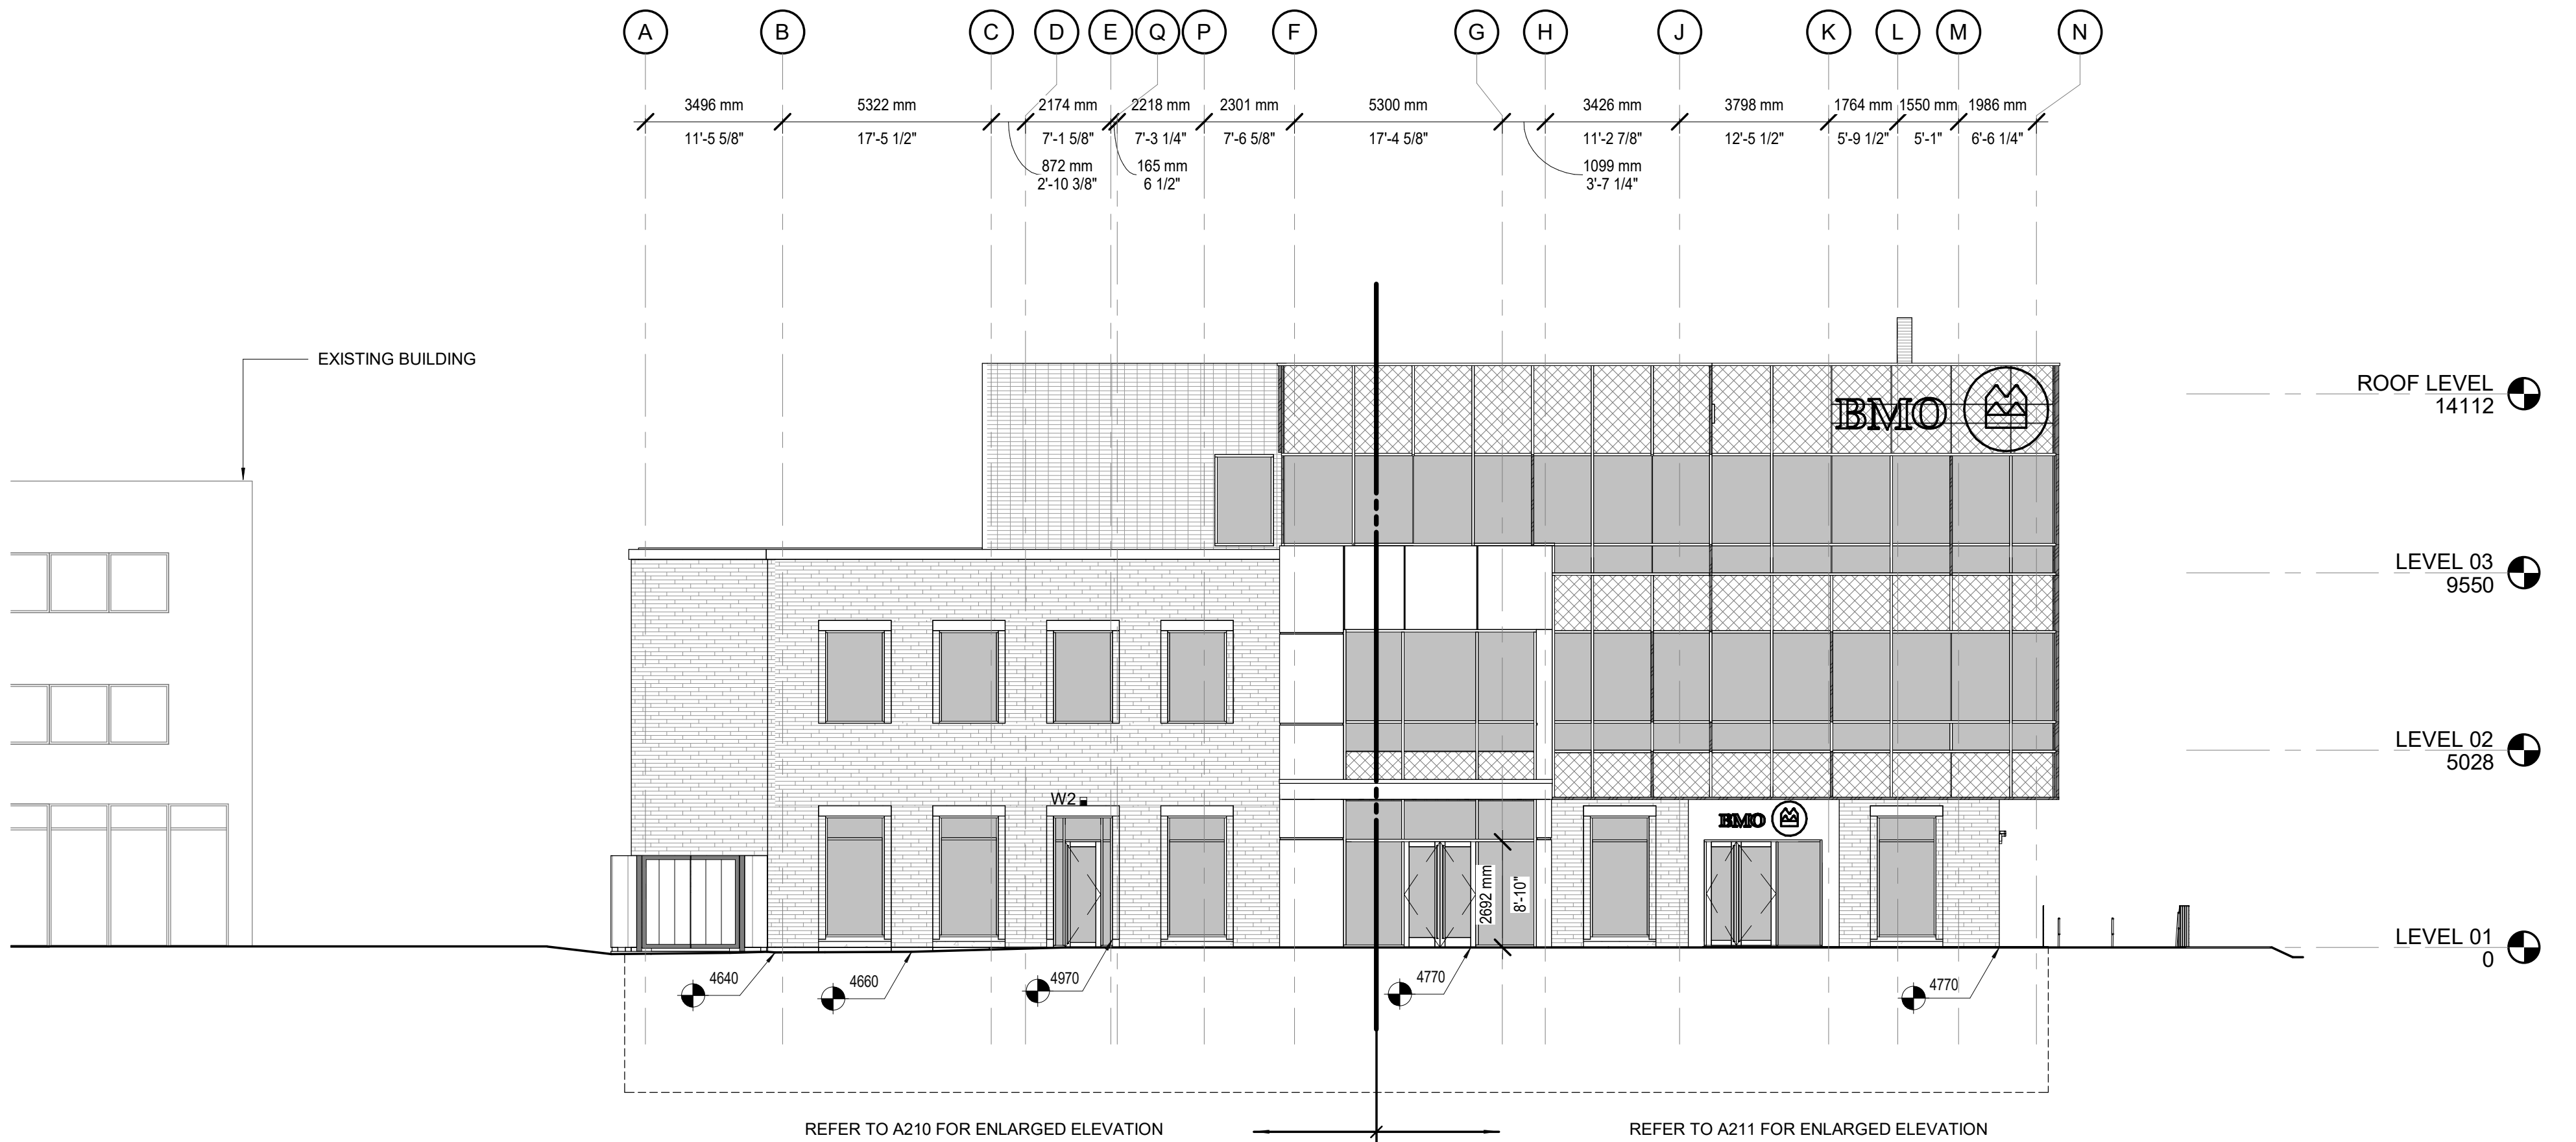 A B C D E Q P F G H J K L M N
3496 mm 5322 mm 2174 mm 2218 mm 2301 mm 5300 mm 3426 mm 3798 mm 1764 mm 1550 mm 1986 mm
11'-5 5/8" 17'-5 1/2" 7'-1 5/8" 7'-3 1/4" 7'-6 5/8" 17'-4 5/8" 11'-2 7/8" 12'-5 1/2" 5'-9 1/2" 5'-1" 6'-6 1/4"
872 mm 165 mm 1099 mm
2'-10 3/8" 6 1/2" 3'-7 1/4"
EXISTING BUILDING
ROOF LEVEL
14112
BMO
LEVEL 03
9550
LEVEL 02
5028
W2
BMO
2692 mm
8'-10"
LEVEL 01
0
4640 4660 4970 4770 4770
REFER TO A210 FOR ENLARGED ELEVATION
REFER TO A211 FOR ENLARGED ELEVATION